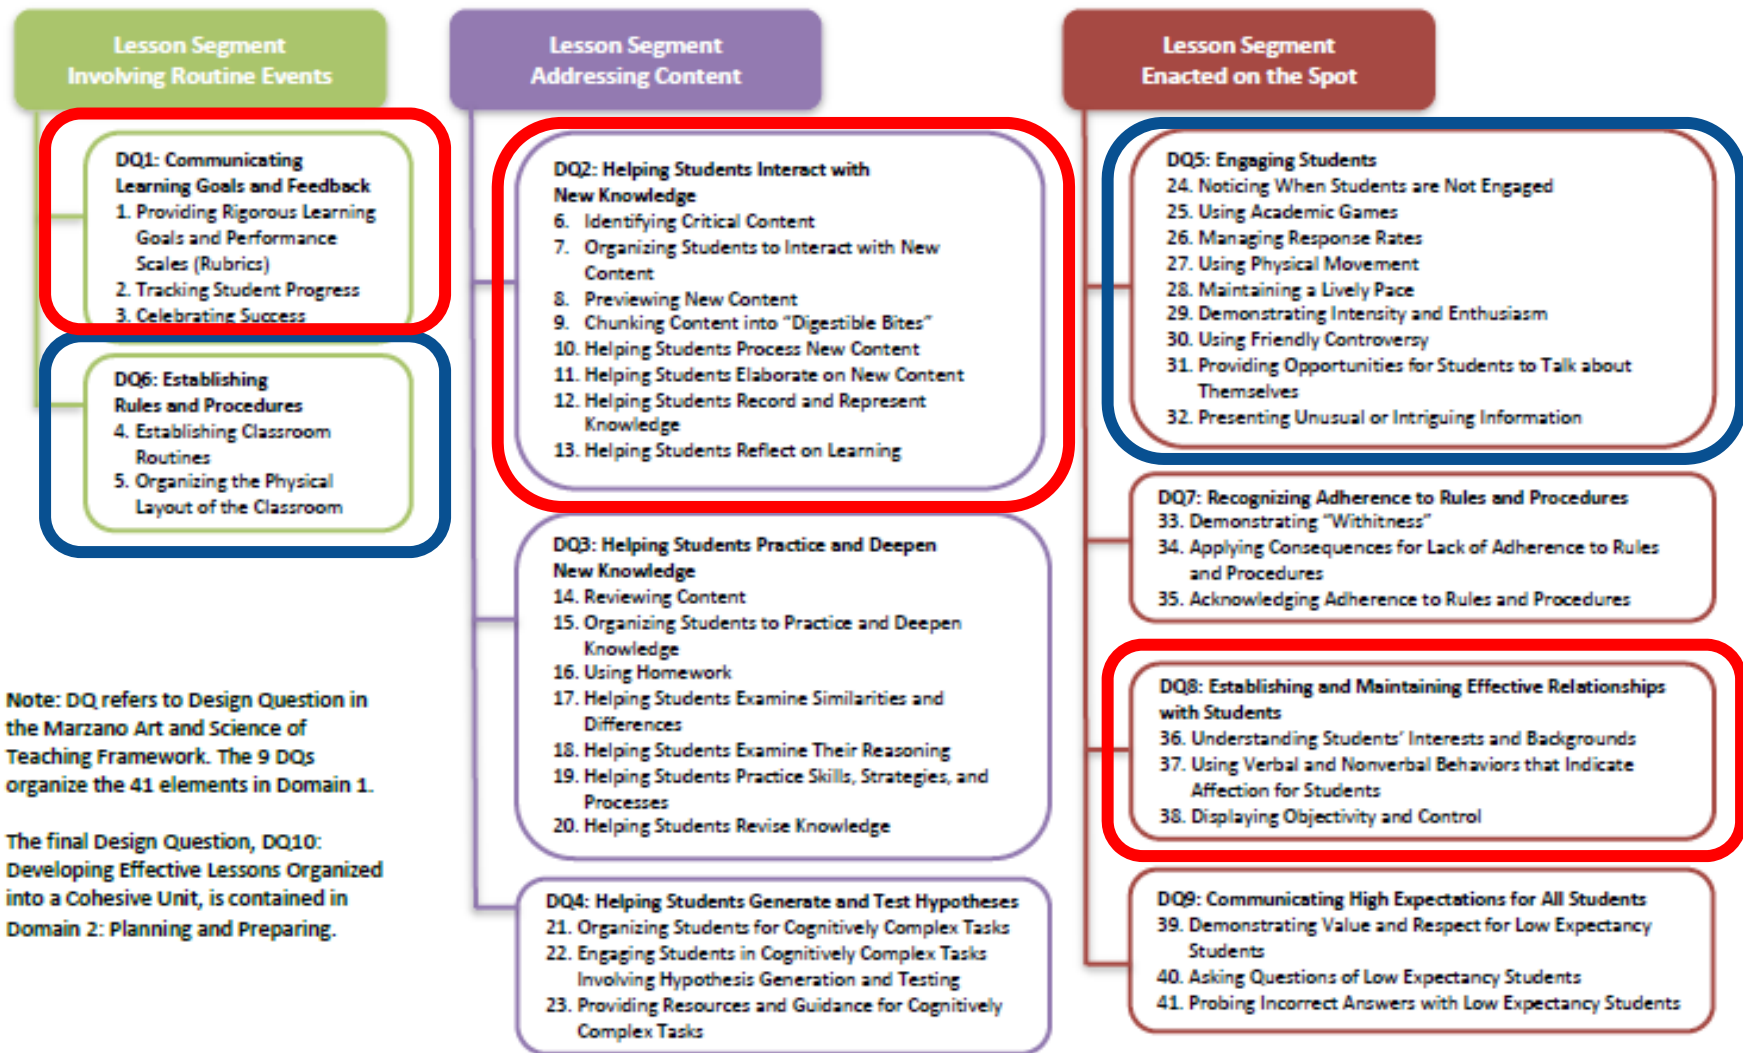 Lesson Segment
Involving Routine Events
DQ1: Communicating
Learning Goals and Feedback
1. Providing Rigorous Learning
Goals and Performance
Scales (Rubrics)
2. Tracking Student Progress
3. Celebrating Success
DQ6: Establishing
Rules and Procedures
4. Establishing Classroom
Routines
5. Organizing the Physical
Layout of the Classroom
Note: DQ refers to Design Question in
the Marzano Art and Science of
Teaching Framework. The 9 DQs
organize the 41 elements in Domain 1.
The final Design Question, DQ10:
Developing Effective Lessons Organized
into a Cohesive Unit, is contained in
Domain 2: Planning and Preparing.
Lesson Segment
Addressing Content
DQ2: Helping Students Interact with
New Knowledge
6. Identifying Critical Content
7. Organizing Students to Interact with New
Content
8. Previewing New Content
9. Chunking Content into “Digestible Bites”
10. Helping Students Process New Content
11. Helping Students Elaborate on New Content
12. Helping Students Record and Represent
Knowledge
13. Helping Students Reflect on Learning
DQ3: Helping Students Practice and Deepen
New Knowledge
14. Reviewing Content
15. Organizing Students to Practice and Deepen
Knowledge
16. Using Homework
17. Helping Students Examine Similarities and
Differences
18. Helping Students Examine Their Reasoning
19. Helping Students Practice Skills, Strategies, and
Processes
20. Helping Students Revise Knowledge
DQ4: Helping Students Generate and Test Hypotheses
21. Organizing Students for Cognitively Complex Tasks
22. Engaging Students in Cognitively Complex Tasks
Involving Hypothesis Generation and Testing
23. Providing Resources and Guidance for Cognitively
Complex Tasks
Lesson Segment
Enacted on the Spot
DQ5: Engaging Students
24. Noticing When Students are Not Engaged
25. Using Academic Games
26. Managing Response Rates
27. Using Physical Movement
28. Maintaining a Lively Pace
29. Demonstrating Intensity and Enthusiasm
30. Using Friendly Controversy
31. Providing Opportunities for Students to Talk about
Themselves
32. Presenting Unusual or Intriguing Information
DQ7: Recognizing Adherence to Rules and Procedures
33. Demonstrating “Withitness”
34. Applying Consequences for Lack of Adherence to Rules
and Procedures
35. Acknowledging Adherence to Rules and Procedures
DQ8: Establishing and Maintaining Effective Relationships
with Students
36. Understanding Students’ Interests and Backgrounds
37. Using Verbal and Nonverbal Behaviors that Indicate
Affection for Students
38. Displaying Objectivity and Control
DQ9: Communicating High Expectations for All Students
39. Demonstrating Value and Respect for Low Expectancy
Students
40. Asking Questions of Low Expectancy Students
41. Probing Incorrect Answers with Low Expectancy Students